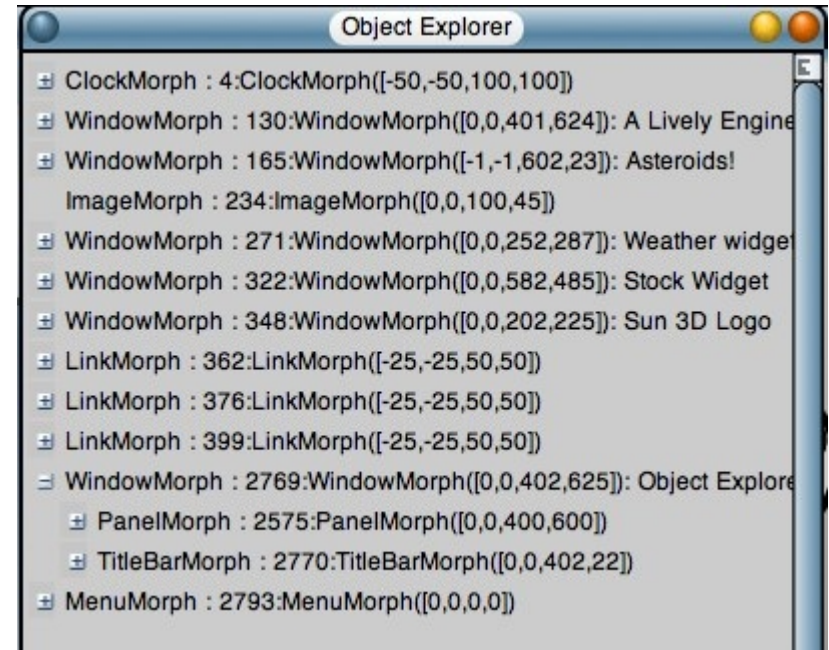 Object Explorer
ClockMorph : 4:ClockMorph([-50,-50,100,100])
WindowMorph : 130:WindowMorph([0,0,401,624]): A Lively Engine
WindowMorph : 165:WindowMorph([-1,-1,602,23]): Asteroids!
ImageMorph : 234:ImageMorph([0,0,100,45])
WindowMorph : 271:WindowMorph([0,0,252,287]): Weather widget
WindowMorph : 322:WindowMorph([0,0,582,485]): Stock Widget
WindowMorph : 348:WindowMorph([0,0,202,225]): Sun 3D Logo
LinkMorph : 362:LinkMorph([-25,-25,50,50])
LinkMorph : 376:LinkMorph([-25,-25,50,50])
LinkMorph : 399:LinkMorph([-25,-25,50,50])
WindowMorph : 2769:WindowMorph([0,0,402,625]): Object Explore
PanelMorph : 2575:PanelMorph([0,0,400,600])
TitleBarMorph : 2770:TitleBarMorph([0,0,402,22])
MenuMorph : 2793:MenuMorph([0,0,0,0])